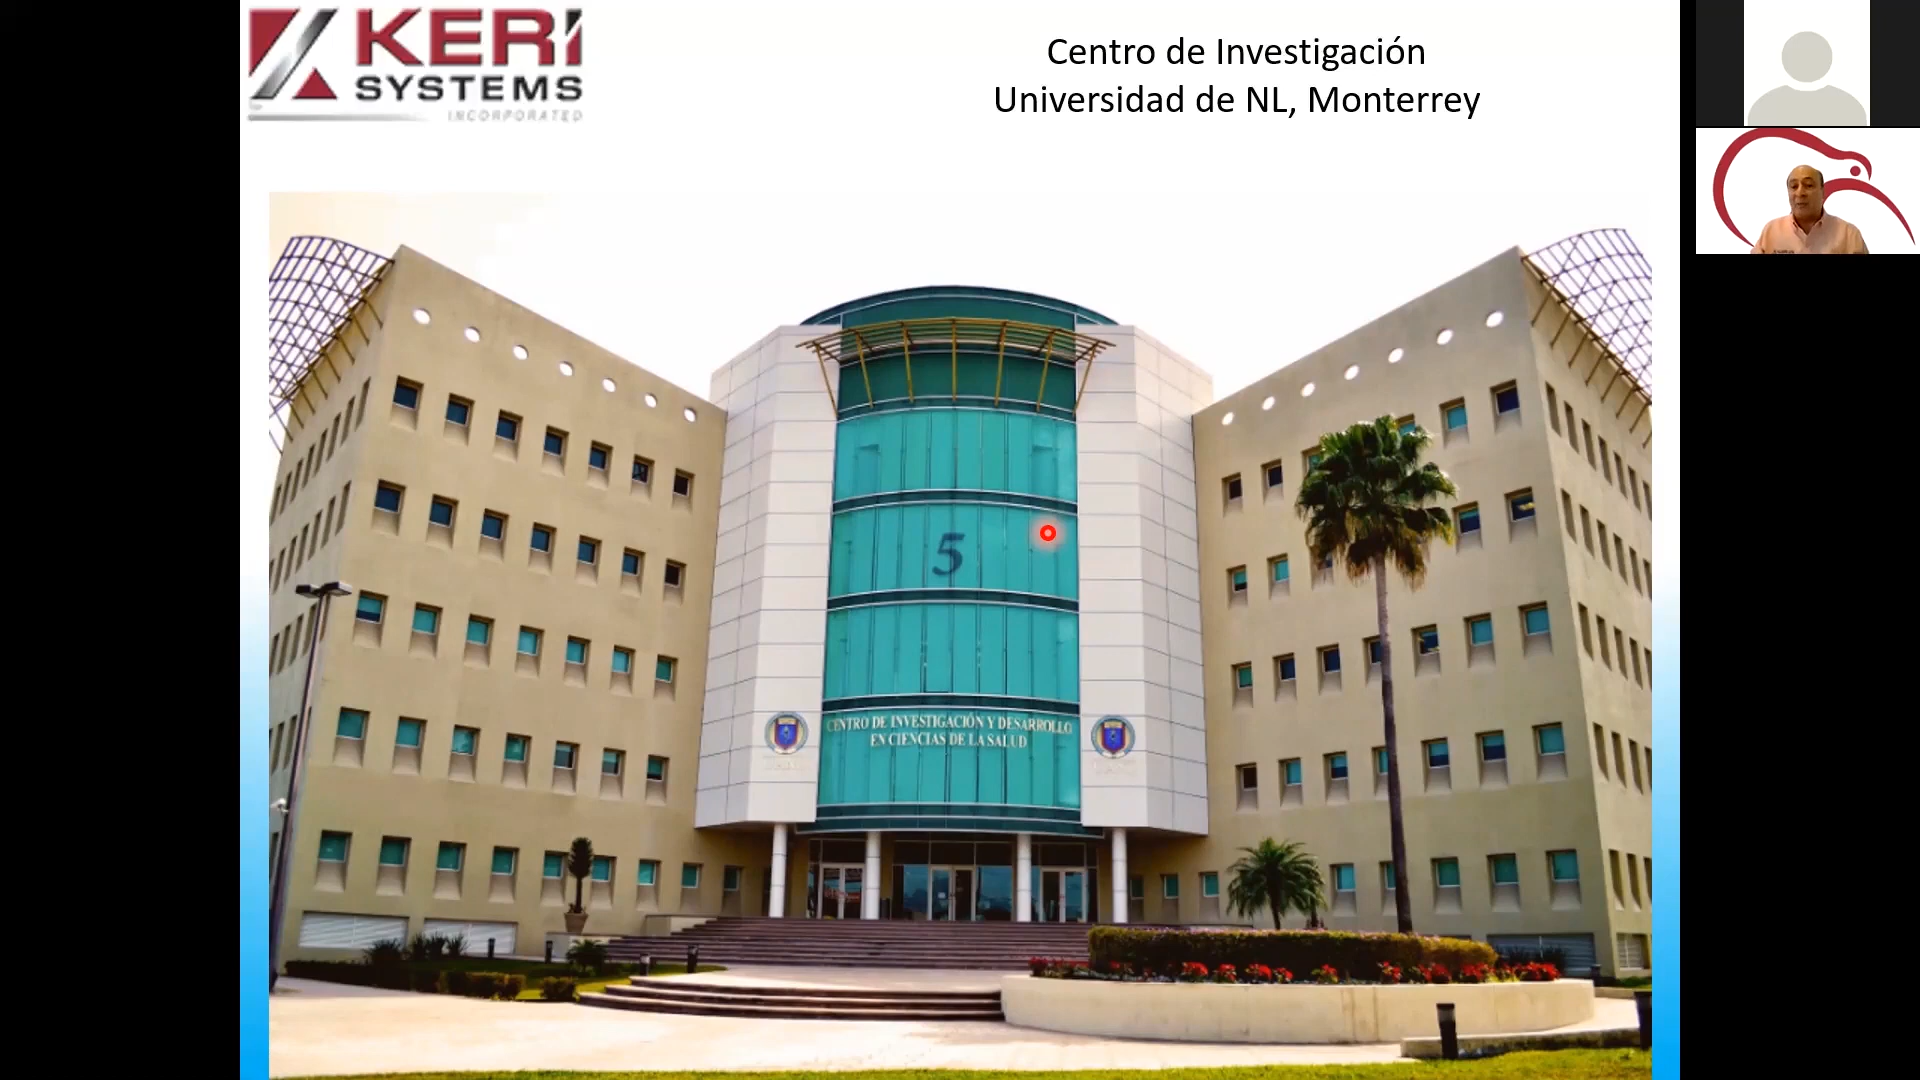 KERI
SYSTEMS
INCORPORATED
Centro de Investigación
Universidad de NL, Monterrey
5
CENTRO DE INVESTIGACIÓN Y DESARROLLO
EN CIENCIAS DE LA SALUD